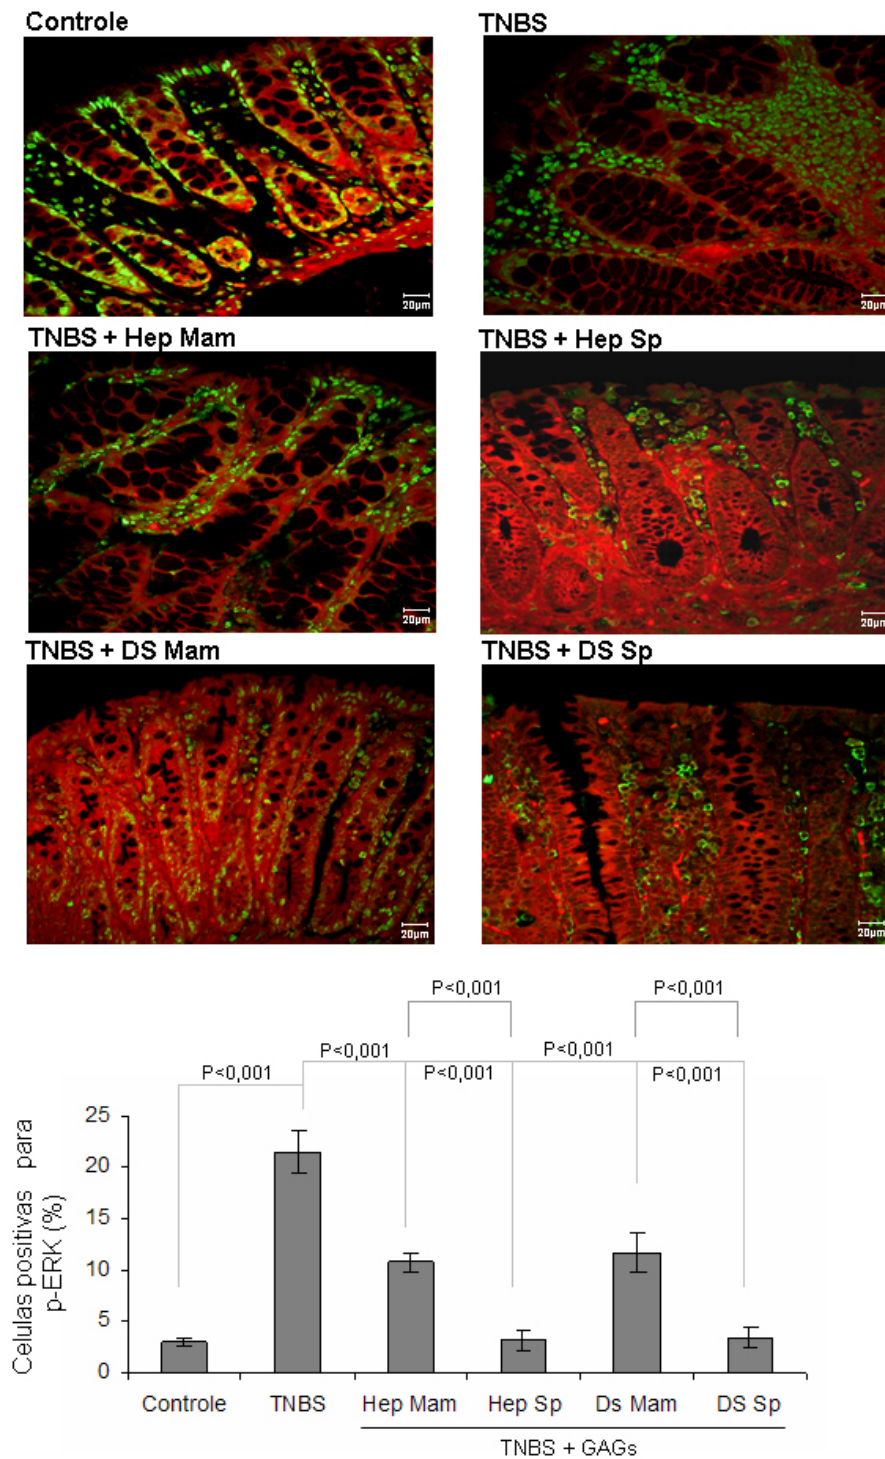 Controle
TNBS
20µm
20µm
TNBS + Hep Mam
TNBS + Hep Sp
20µm
20µm
TNBS + DS Mam
TNBS + DS Sp
20µm
20µm
P<0,001
P<0,001
P<0,001
P<0,001
P<0,001
P<0,001
P<0,001
Celulas positivas para
p-ERK (%)
25
20
15
10
5
0
Controle
TNBS
Hep Mam
Hep Sp
Ds Mam
DS Sp
TNBS + GAGs